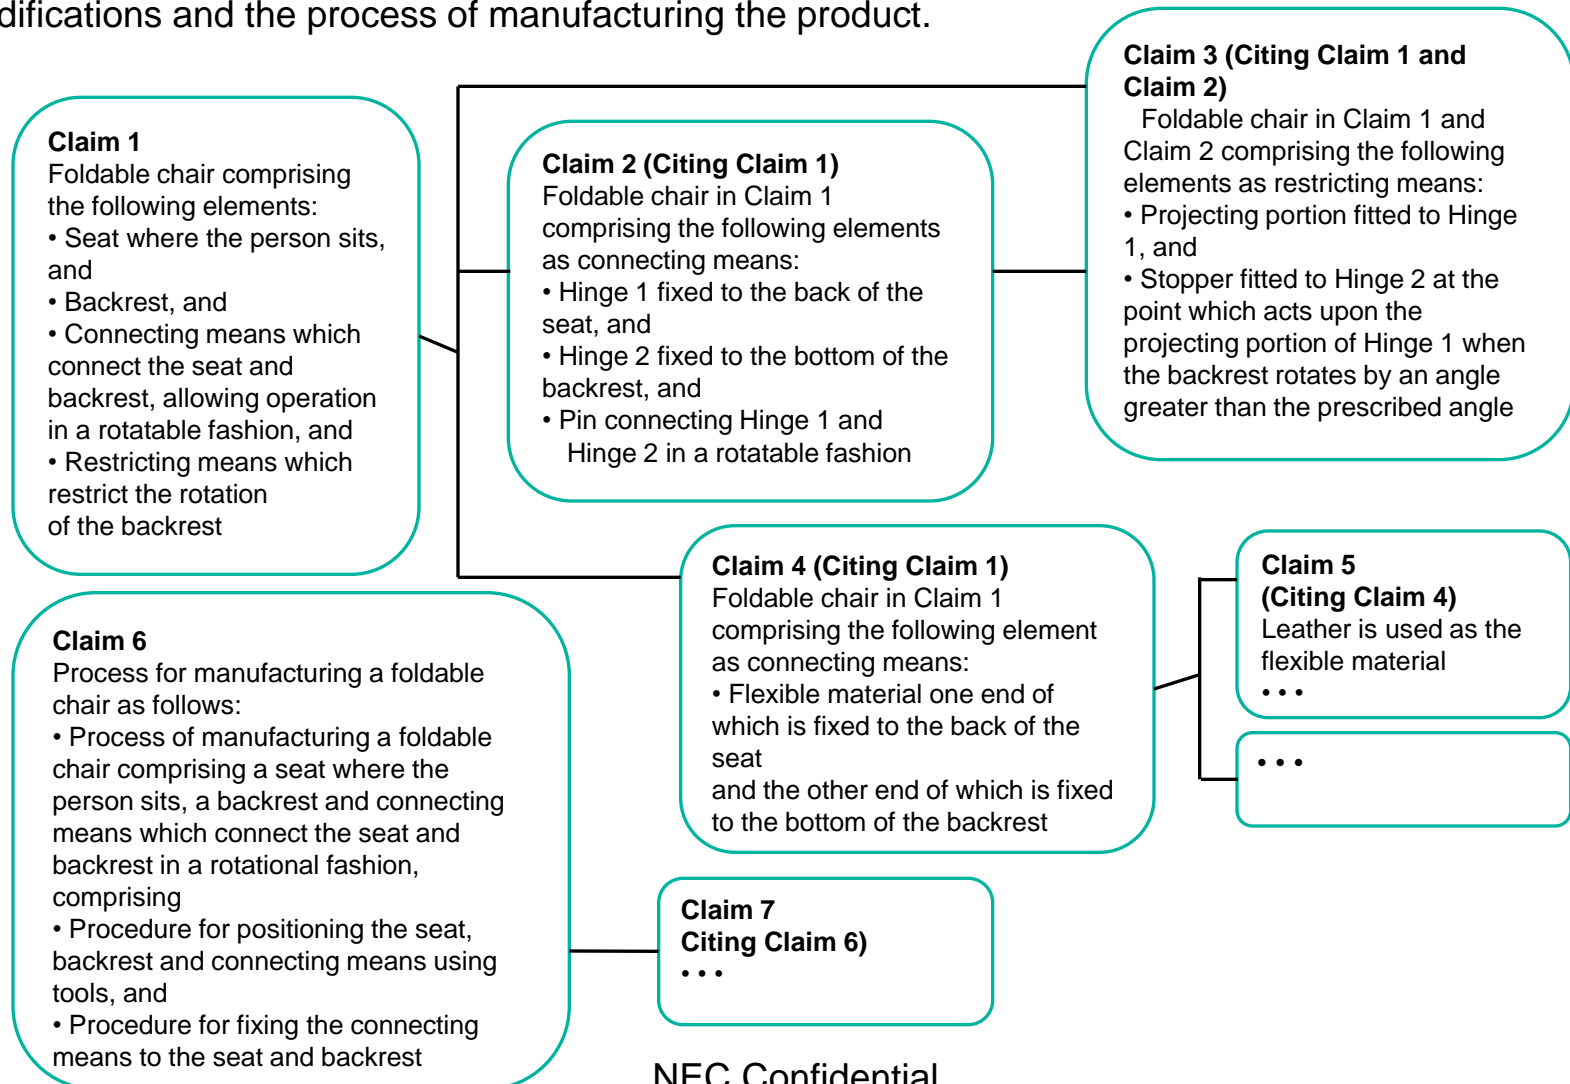 difications and the process of manufacturing the product.
Claim 1
Foldable chair comprising
the following elements:
• Seat where the person sits,
and
• Backrest, and
• Connecting means which
connect the seat and
backrest, allowing operation
in a rotatable fashion, and
• Restricting means which
restrict the rotation
of the backrest
Claim 2 (Citing Claim 1)
Foldable chair in Claim 1
comprising the following elements
as connecting means:
• Hinge 1 fixed to the back of the
seat, and
• Hinge 2 fixed to the bottom of the
backrest, and
• Pin connecting Hinge 1 and
Hinge 2 in a rotatable fashion
Claim 3 (Citing Claim 1 and
Claim 2)
Foldable chair in Claim 1 and
Claim 2 comprising the following
elements as restricting means:
• Projecting portion fitted to Hinge
1, and
• Stopper fitted to Hinge 2 at the
point which acts upon the
projecting portion of Hinge 1 when
the backrest rotates by an angle
greater than the prescribed angle
Claim 4 (Citing Claim 1)
Foldable chair in Claim 1
comprising the following element
as connecting means:
• Flexible material one end of
which is fixed to the back of the
seat
and the other end of which is fixed
to the bottom of the backrest
Claim 5
(Citing Claim 4)
Leather is used as the
flexible material
• • •
• • •
Claim 6
Process for manufacturing a foldable
chair as follows:
• Process of manufacturing a foldable
chair comprising a seat where the
person sits, a backrest and connecting
means which connect the seat and
backrest in a rotational fashion,
comprising
• Procedure for positioning the seat,
backrest and connecting means using
tools, and
• Procedure for fixing the connecting
means to the seat and backrest
Claim 7
Citing Claim 6)
• • •
NEC Confidential